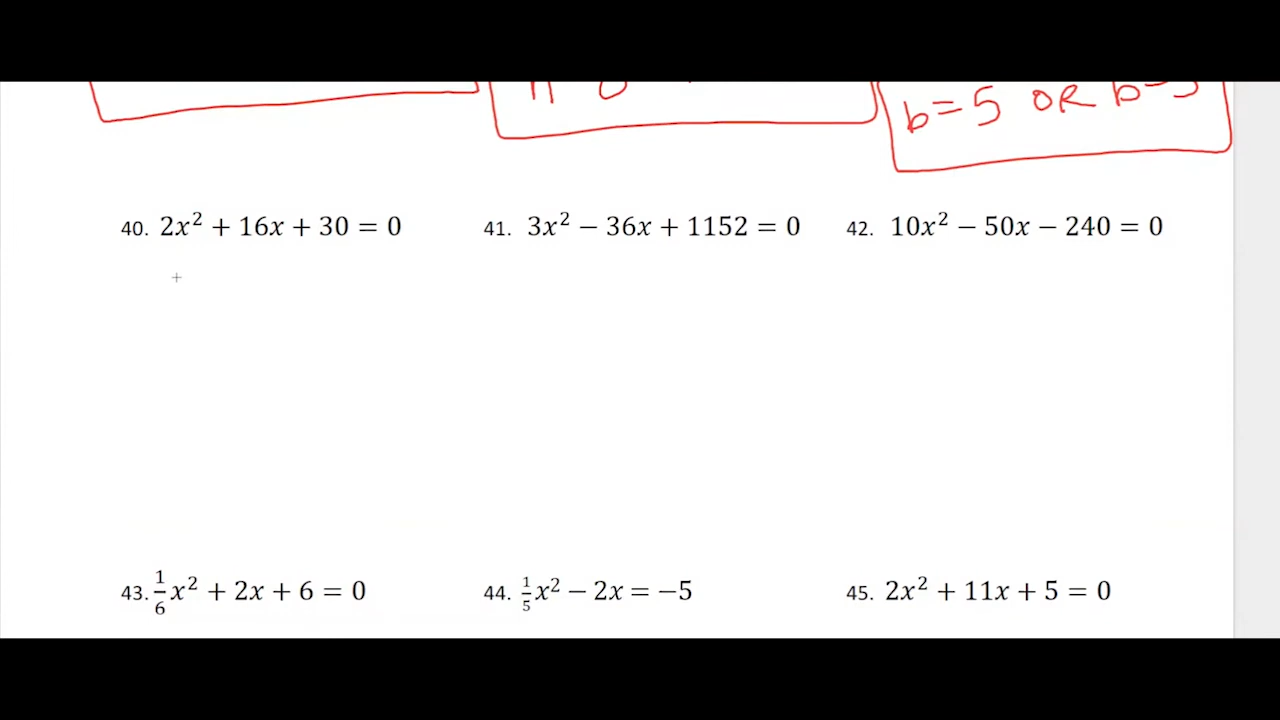 b=5 OR b=
40. 2x² + 16x + 30 = 0 41. 3x² − 36x + 1152 = 0 42. 10x² − 50x − 240 = 0
43. 1/6 x² + 2x + 6 = 0 44. 1/5 x² − 2x = −5 45. 2x² + 11x + 5 = 0